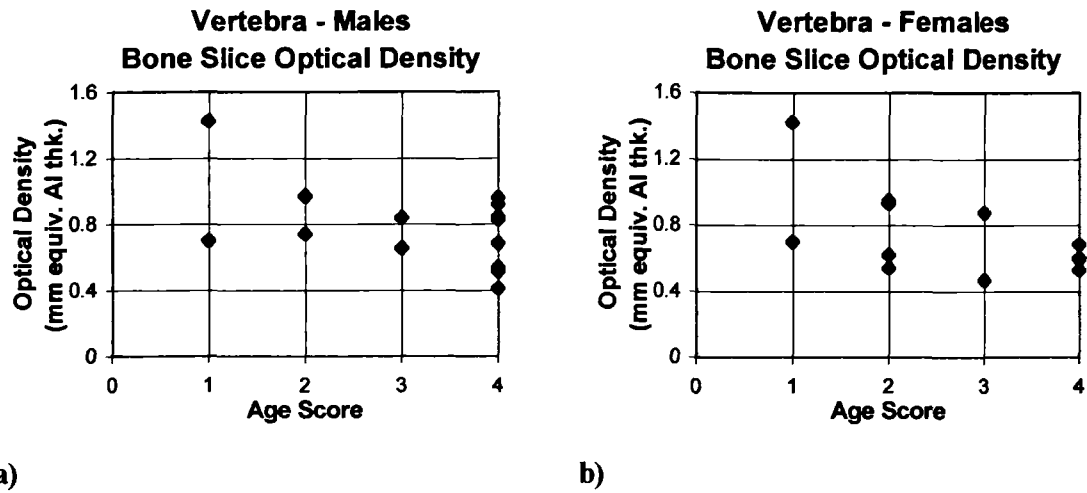 Vertebra - Males
Bone Slice Optical Density
Optical Density
(mm equiv. Al thk.)
1.6
1.2
0.8
0.4
0
0
1
2
3
4
Age Score
a)
Vertebra - Females
Bone Slice Optical Density
Optical Density
(mm equiv. Al thk.)
1.6
1.2
0.8
0.4
0
0
1
2
3
4
Age Score
b)